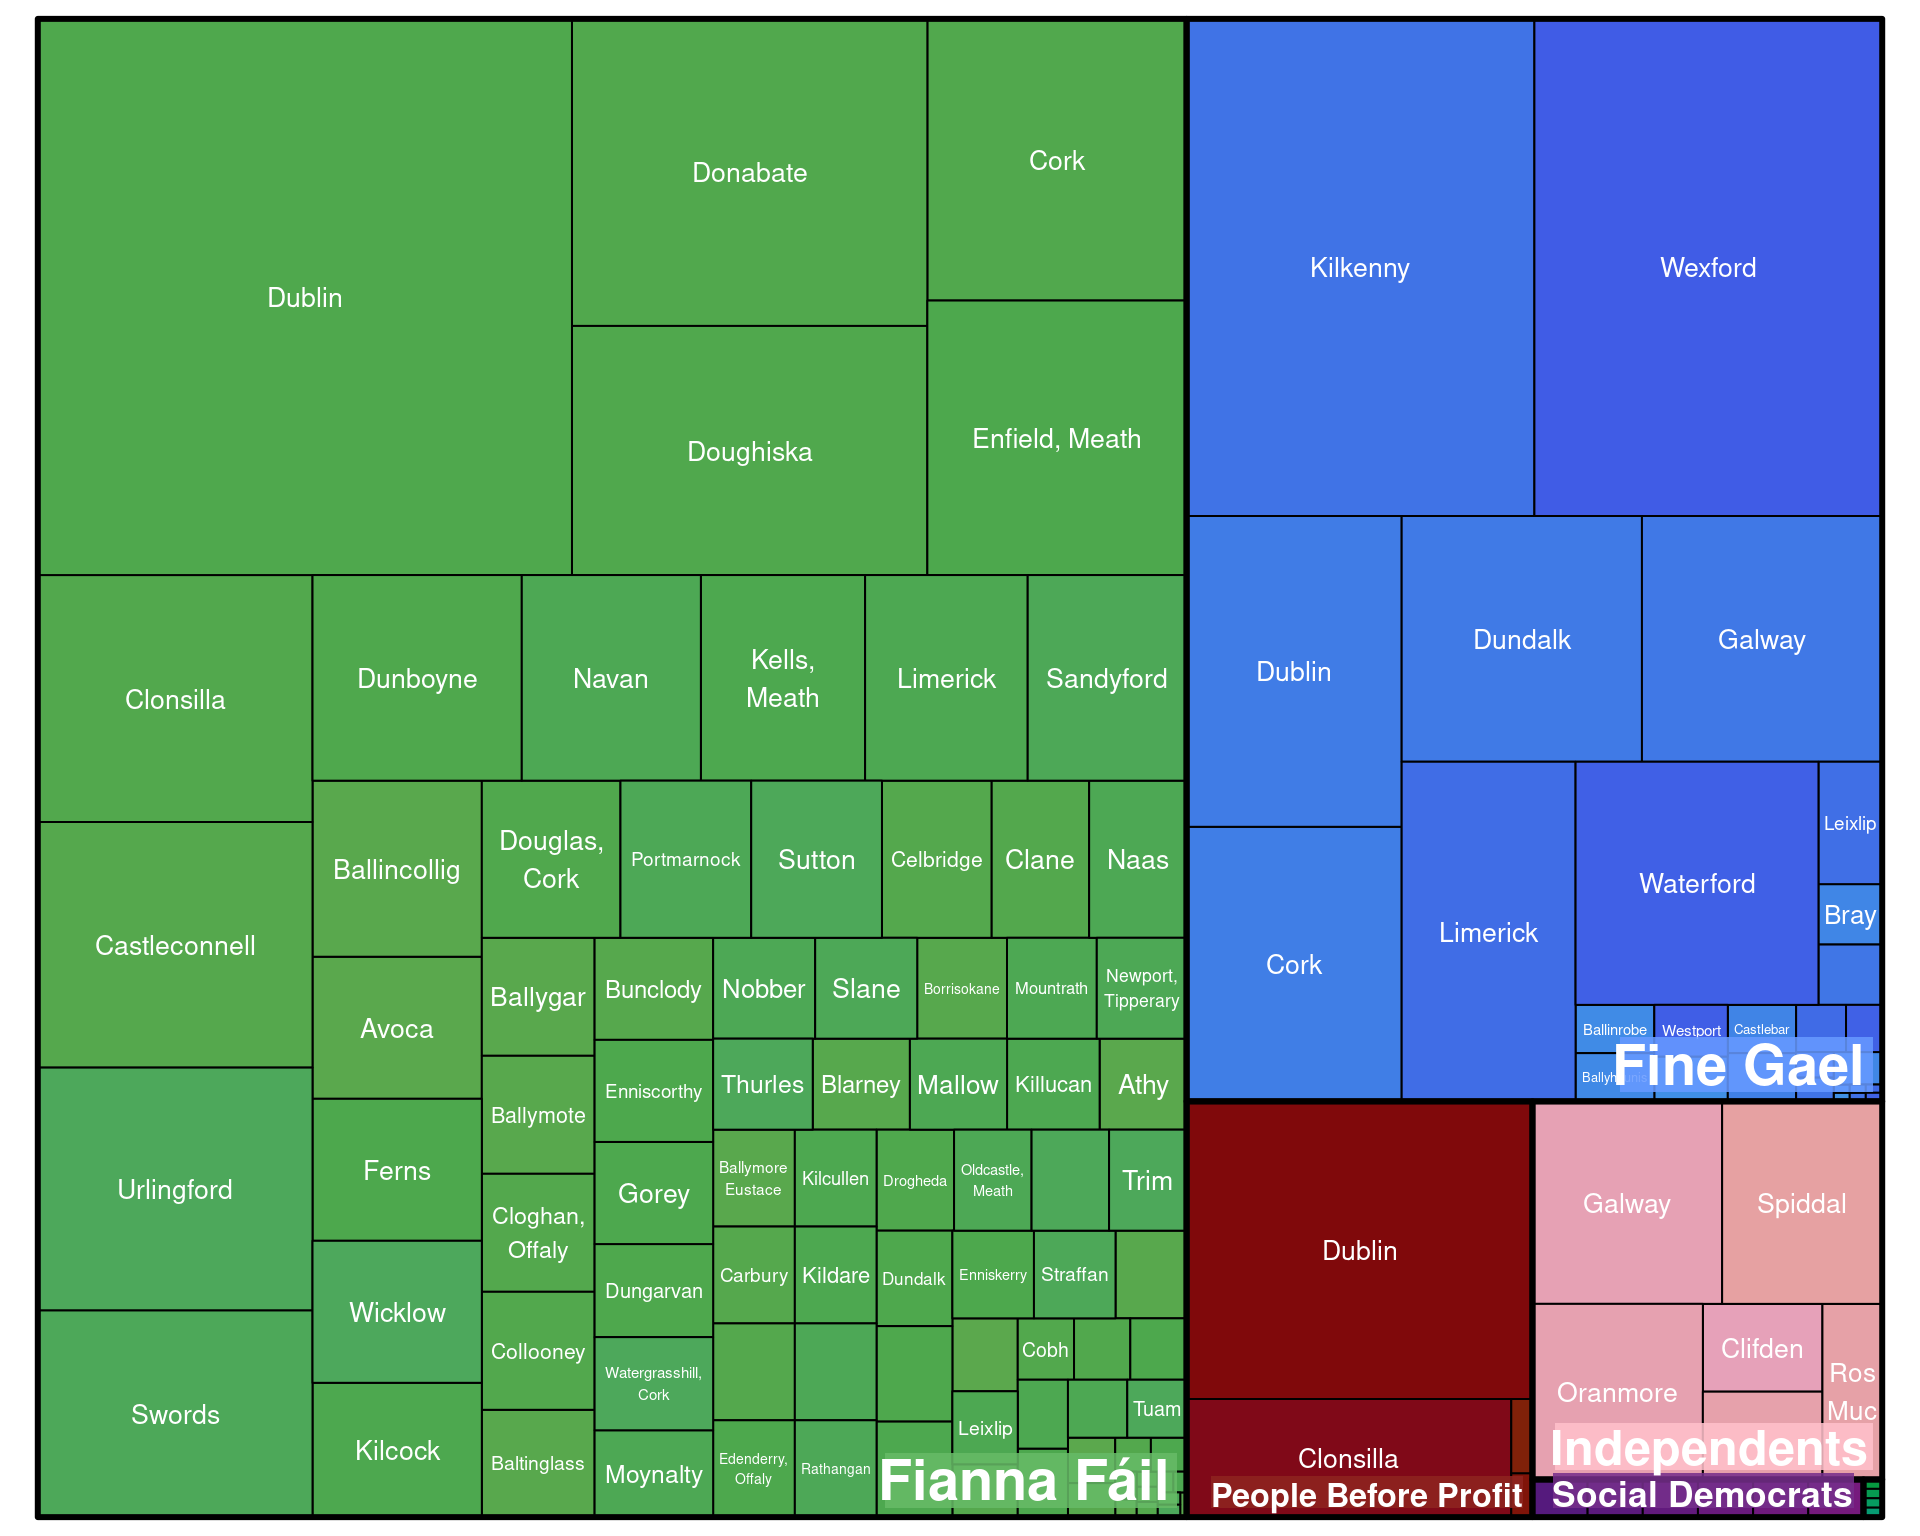 Dublin
Donabate
Cork
Doughiska
Enfield, Meath
Clonsilla
Dunboyne
Navan
Kells,
Meath
Limerick
Sandyford
Castleconnell
Ballincollig
Douglas,
Cork
Portmarnock
Sutton
Celbridge
Clane
Naas
Avoca
Ballygar
Bunclody
Nobber
Slane
Borrisokane
Mountrath
Newport,
Tipperary
Enniscorthy
Thurles
Blarney
Mallow
Killucan
Athy
Urlingford
Ferns
Ballymote
Gorey
Ballymore
Eustace
Kilcullen
Drogheda
Oldcastle,
Meath
Trim
Cloghan,
Offaly
Wicklow
Dungarvan
Carbury
Kildare
Dundalk
Enniskerry
Straffan
Swords
Kilcock
Collooney
Watergrasshill,
Cork
Cobh
Tuam
Leixlip
Baltinglass
Moynalty
Edenderry,
Offaly
Rathangan
Fianna Fáil
Kilkenny
Wexford
Dublin
Dundalk
Galway
Cork
Limerick
Waterford
Leixlip
Bray
Ballinrobe
Westport
Castlebar
Fine Gael
Dublin
Clonsilla
People Before Profit
Galway
Spiddal
Oranmore
Clifden
Ros
Muc
Independents
Social Democrats